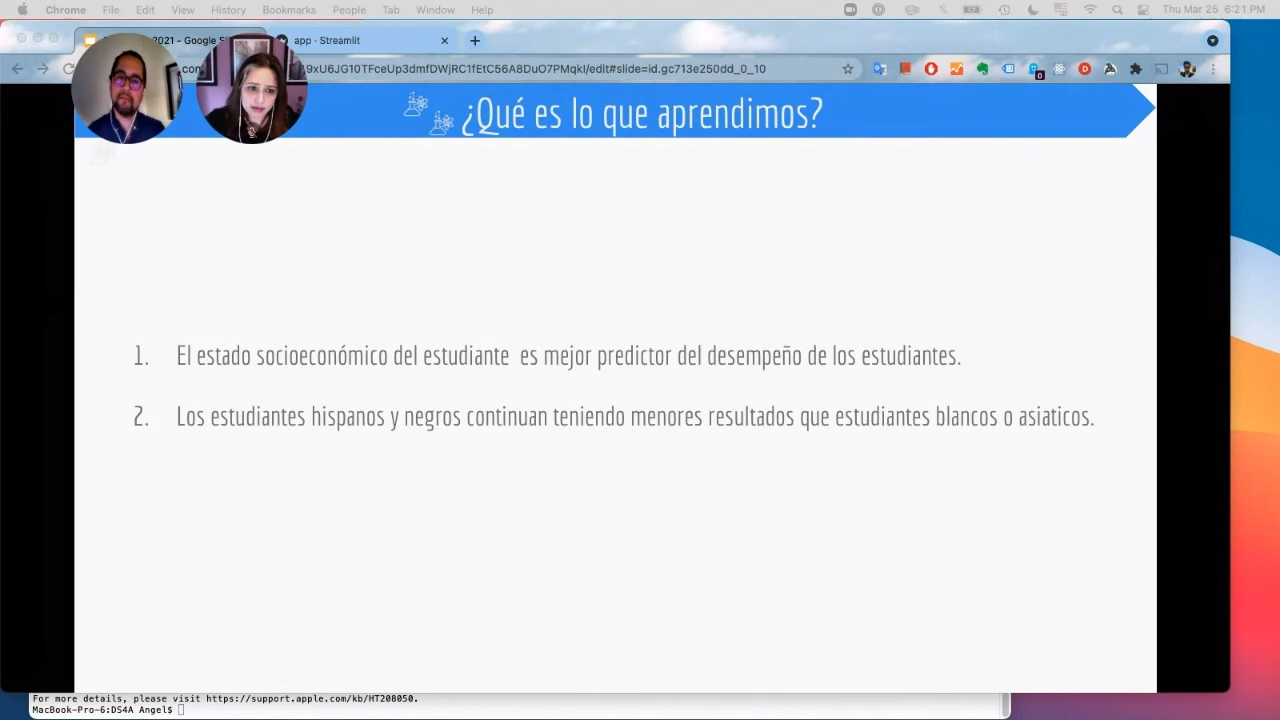 Chrome File Edit View History Bookmarks People Tab Window Help Thu Mar 25 6:21 PM
2021 - Google app · Streamlit
9xU6JG10TFceUp3dmfDWjRC1fEtC56A8DuO7PMqkI/edit#slide=id.gc713e250dd_0_10
¿Qué es lo que aprendimos?
1. El estado socioeconómico del estudiante es mejor predictor del desempeño de los estudiantes.
2. Los estudiantes hispanos y negros continuan teniendo menores resultados que estudiantes blancos o asiaticos.
For more details, please visit https://support.apple.com/kb/HT208050.
MacBook-Pro-6:DS4A Angel$